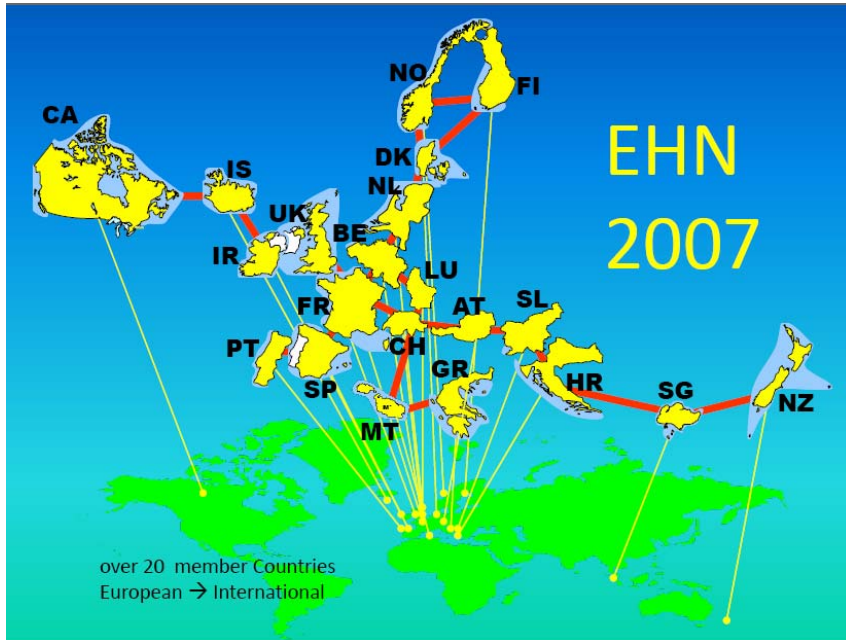 NO
FI
CA
EHN
2007
DK
IS
NL
UK
BE
IR
LU
FR
AT
SL
PT
CH
GR
SP
HR
SG
NZ
MT
over 20 member Countries
European → International